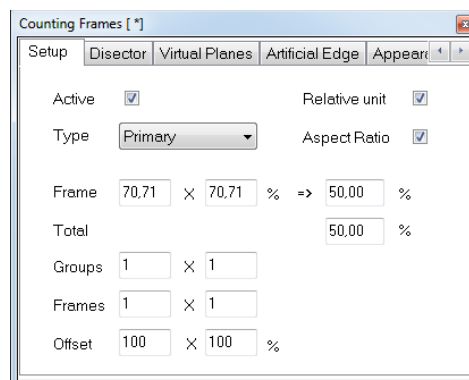 Counting Frames [ *]
Setup Disector Virtual Planes Artificial Edge Appear
Active Relative unit
Type Primary Aspect Ratio
Frame 70,71 X 70,71 % => 50,00 %
Total 50,00 %
Groups 1 X 1
Frames 1 X 1
Offset 100 X 100 %